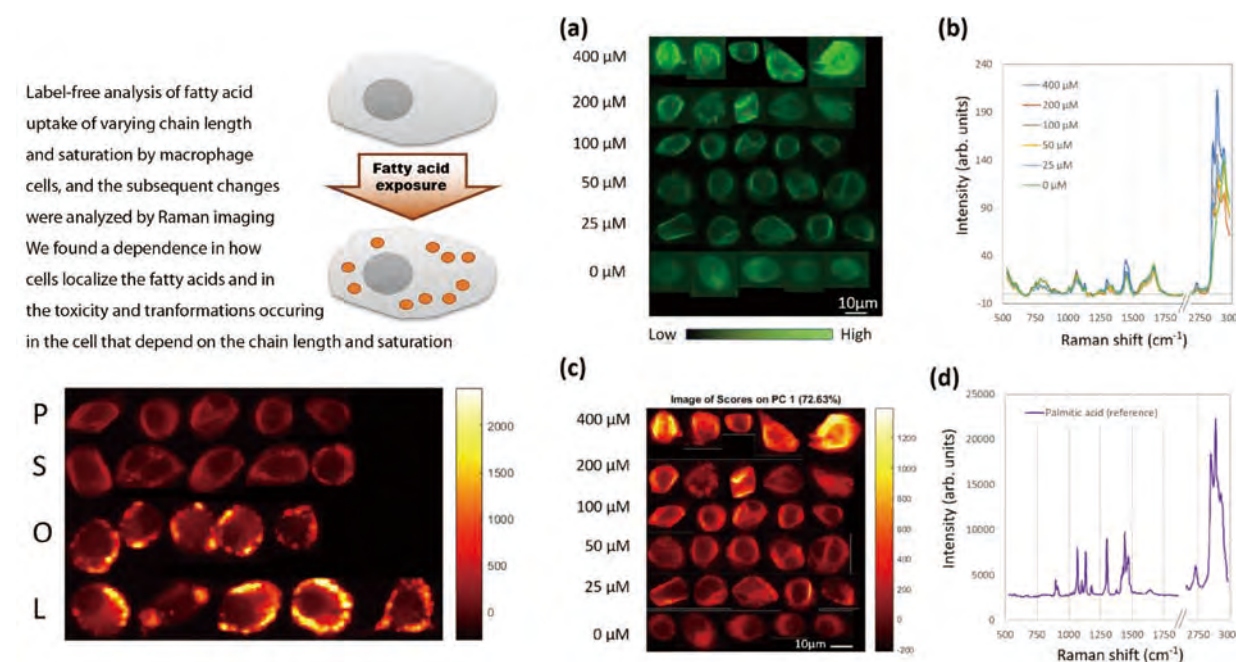 Label-free analysis of fatty acid
uptake of varying chain length
and saturation by macrophage
cells, and the subsequent changes
were analyzed by Raman imaging
We found a dependence in how
cells localize the fatty acids and in
the toxicity and tranformations occuring
in the cell that depend on the chain length and saturation
Fatty acid
exposure
P
S
O
L
2000
1500
1000
500
0
(a)
400 μM
200 μM
100 μM
50 μM
25 μM
0 μM
10μm
Low
High
(b)
Intensity (arb. units)
240
190
140
90
40
-10
400 μM
200 μM
100 μM
50 μM
25 μM
0 μM
500
750
1000
1250
1500
1750
2750
3000
Raman shift (cm⁻¹)
(c)
Image of Scores on PC 1 (72.63%)
400 μM
200 μM
100 μM
50 μM
25 μM
0 μM
10μm
1200
1000
800
600
400
200
0
-200
(d)
Intensity (arb. units)
25000
20000
15000
10000
5000
0
Palmitic acid (reference)
500
750
1000
1250
1500
1750
2750
3000
Raman shift (cm⁻¹)